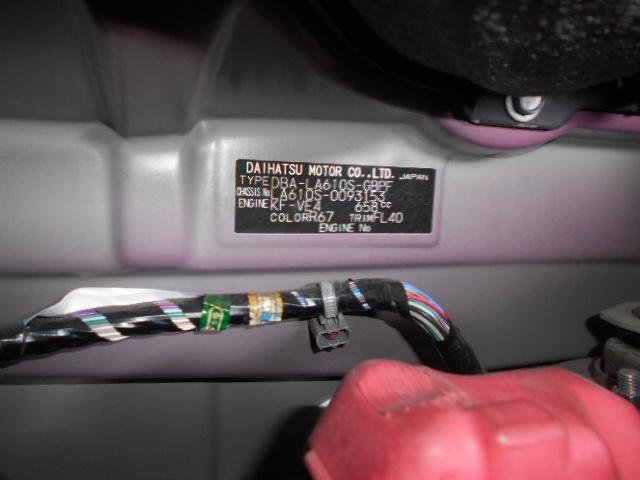 DAIHATSU MOTOR CO.,LTD. JAPAN
TYPE DBA-LA610S-GBPF
CHASSIS No LA610S-0093153
ENGINE KF-VE4 658cc
COLOR R67 TRIM FL40
ENGINE No